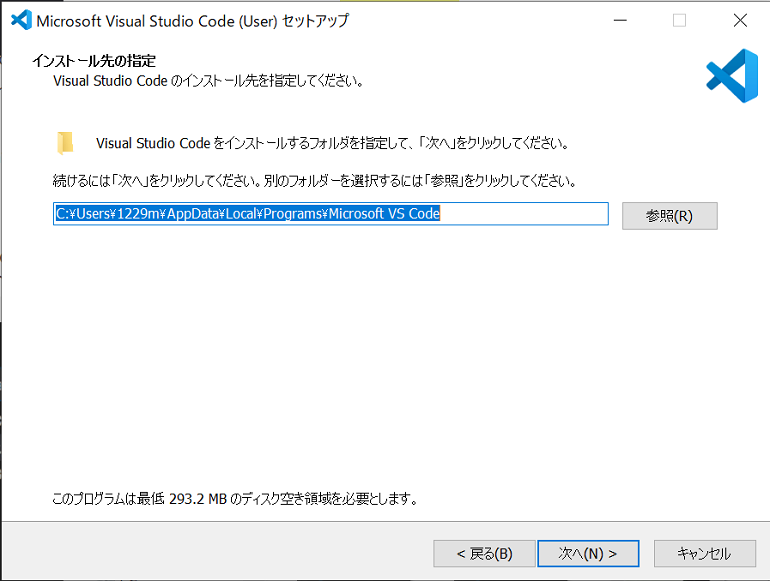 Microsoft Visual Studio Code (User) セットアップ
インストール先の指定
Visual Studio Code のインストール先を指定してください。
Visual Studio Code をインストールするフォルダを指定して、「次へ」をクリックしてください。
続けるには「次へ」をクリックしてください。別のフォルダーを選択するには「参照」をクリックしてください。
C:¥Users¥1229m¥AppData¥Local¥Programs¥Microsoft VS Code
参照(R)
このプログラムは最低 293.2 MB のディスク空き領域を必要とします。
< 戻る(B)
次へ(N) >
キャンセル